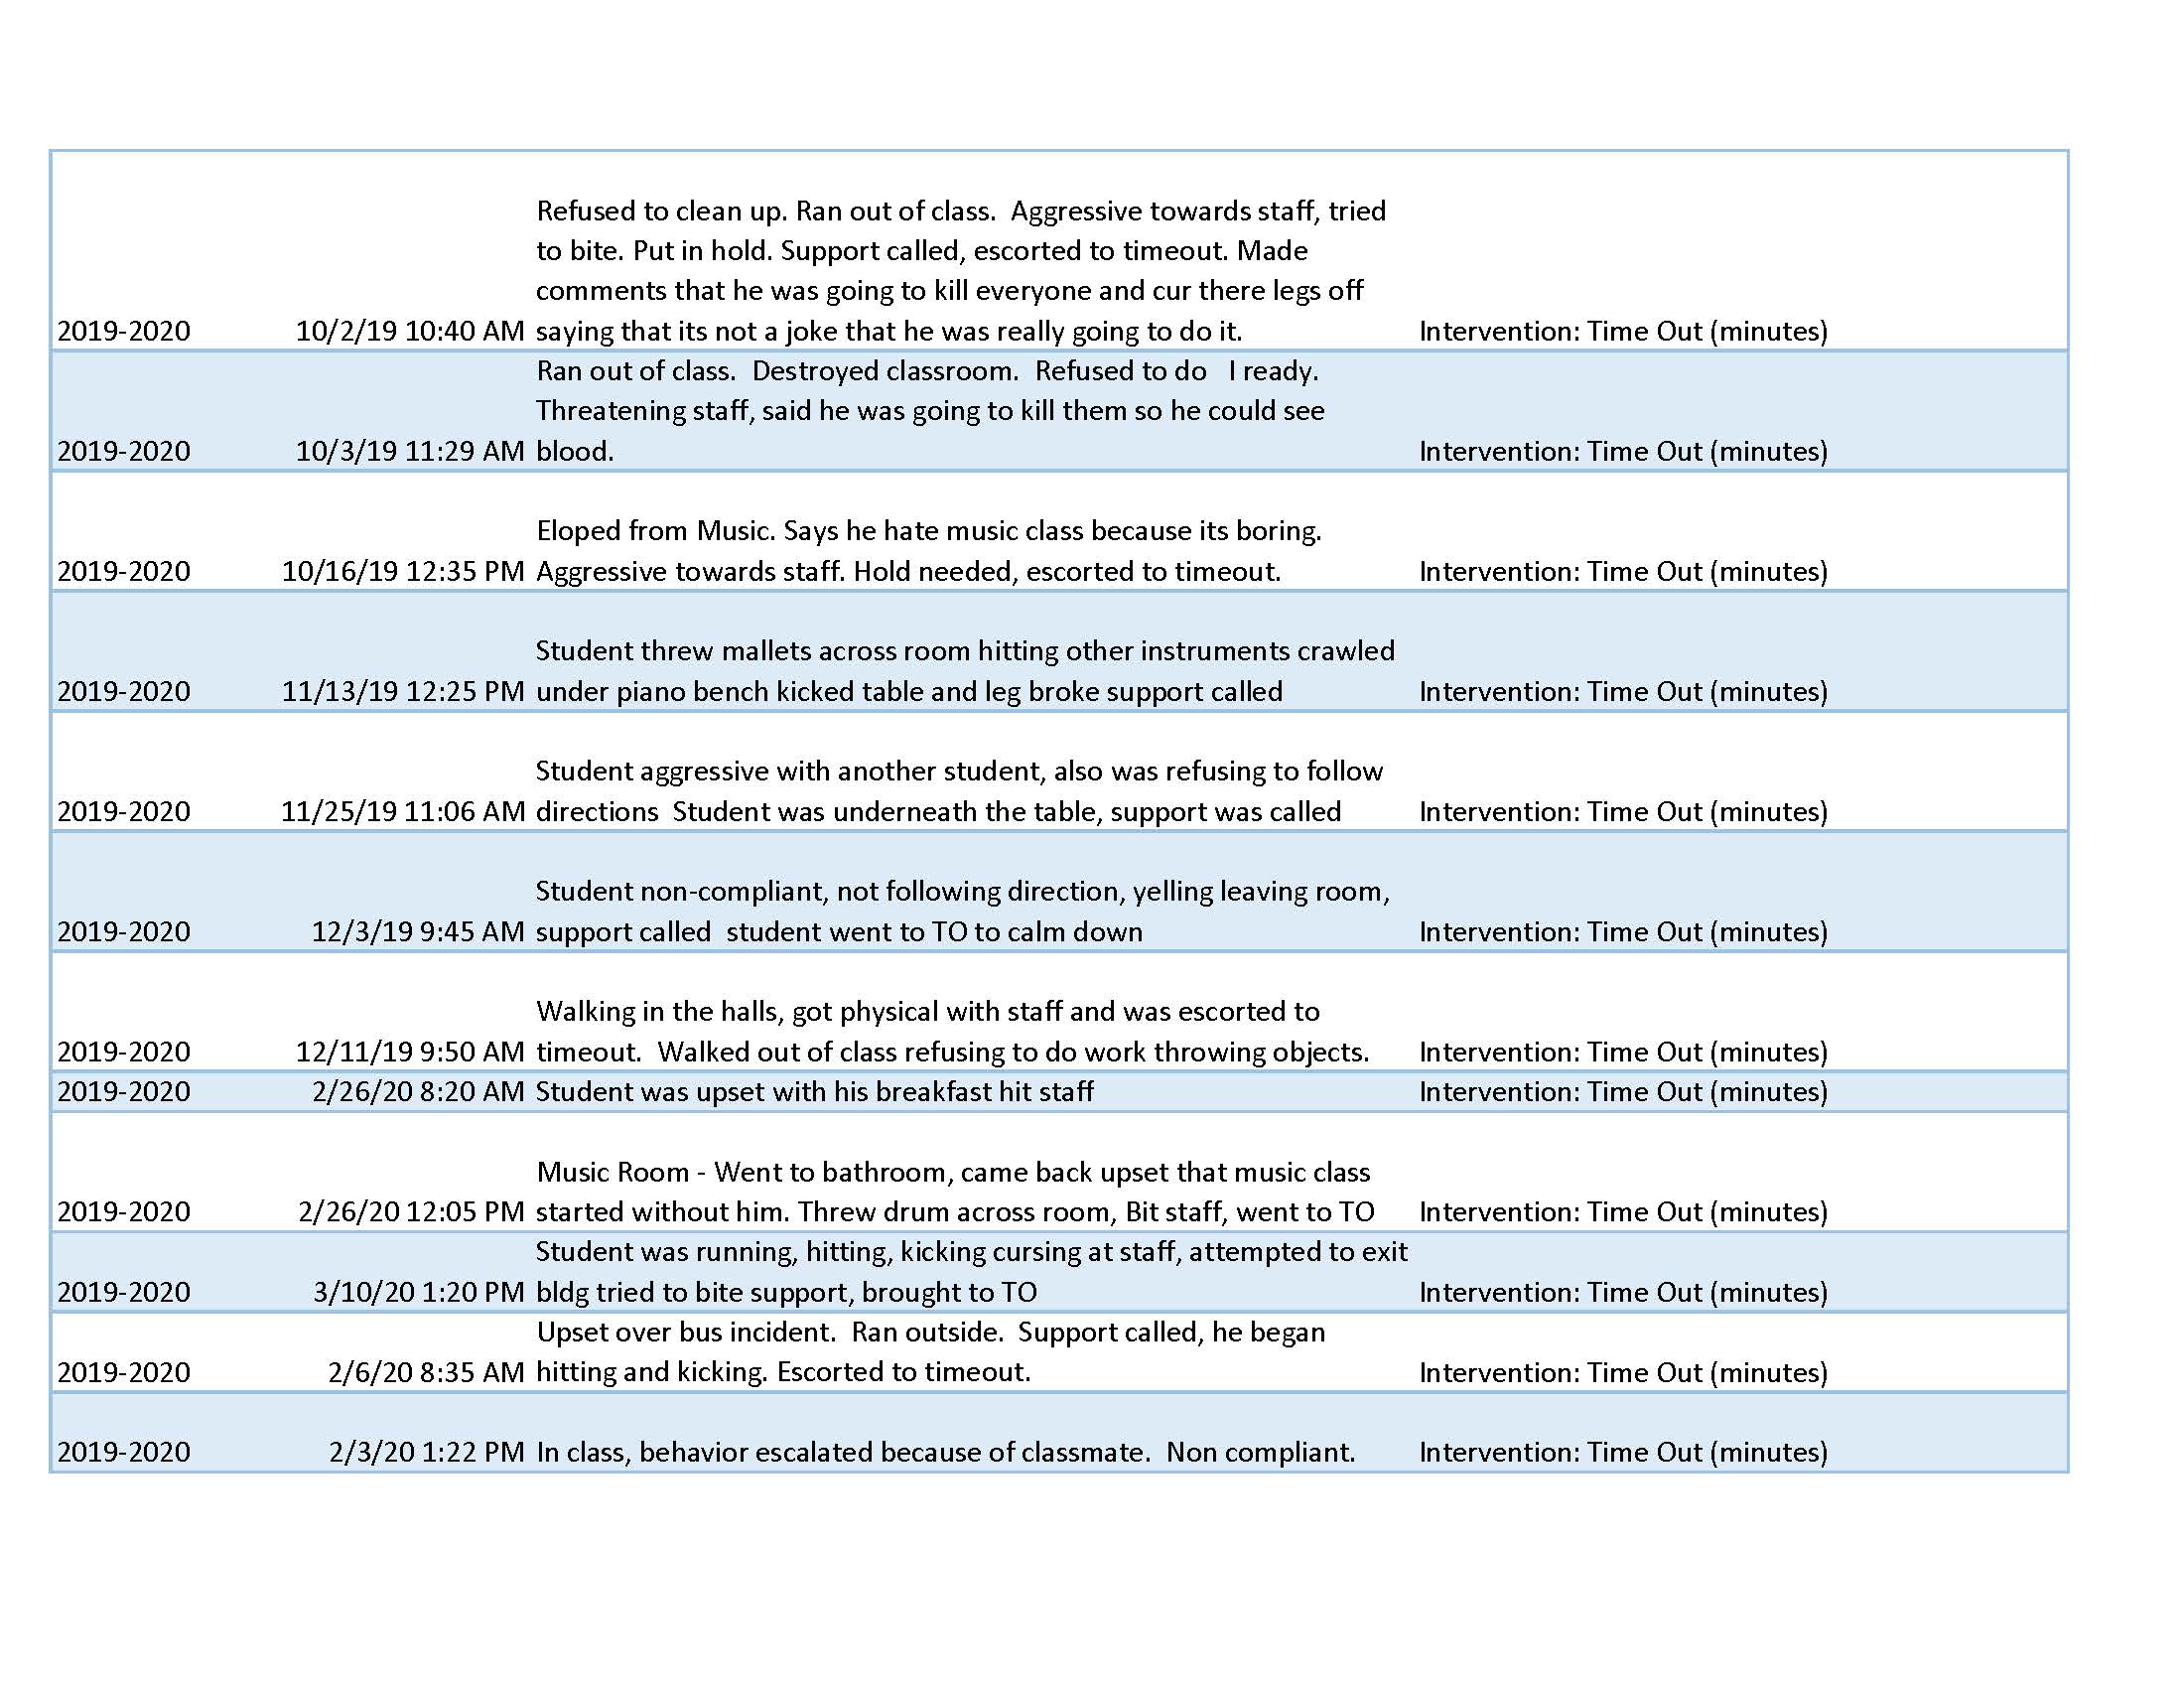 Refused to clean up. Ran out of class.  Aggressive towards staff, tried
to bite. Put in hold. Support called, escorted to timeout. Made
comments that he was going to kill everyone and cur there legs off
2019-2020 10/2/19 10:40 AM saying that its not a joke that he was really going to do it. Intervention: Time Out (minutes)
Ran out of class.  Destroyed classroom.  Refused to do   I ready.
Threatening staff, said he was going to kill them so he could see
2019-2020 10/3/19 11:29 AM blood. Intervention: Time Out (minutes)
Eloped from Music. Says he hate music class because its boring.
2019-2020 10/16/19 12:35 PM Aggressive towards staff. Hold needed, escorted to timeout. Intervention: Time Out (minutes)
Student threw mallets across room hitting other instruments crawled
2019-2020 11/13/19 12:25 PM under piano bench kicked table and leg broke support called Intervention: Time Out (minutes)
Student aggressive with another student, also was refusing to follow
2019-2020 11/25/19 11:06 AM directions  Student was underneath the table, support was called Intervention: Time Out (minutes)
Student non-compliant, not following direction, yelling leaving room,
2019-2020 12/3/19 9:45 AM support called  student went to TO to calm down Intervention: Time Out (minutes)
Walking in the halls, got physical with staff and was escorted to
2019-2020 12/11/19 9:50 AM timeout.  Walked out of class refusing to do work throwing objects. Intervention: Time Out (minutes)
2019-2020 2/26/20 8:20 AM Student was upset with his breakfast hit staff Intervention: Time Out (minutes)
Music Room - Went to bathroom, came back upset that music class
2019-2020 2/26/20 12:05 PM started without him. Threw drum across room, Bit staff, went to TO Intervention: Time Out (minutes)
Student was running, hitting, kicking cursing at staff, attempted to exit
2019-2020 3/10/20 1:20 PM bldg tried to bite support, brought to TO Intervention: Time Out (minutes)
Upset over bus incident.  Ran outside.  Support called, he began
2019-2020 2/6/20 8:35 AM hitting and kicking. Escorted to timeout. Intervention: Time Out (minutes)
2019-2020 2/3/20 1:22 PM In class, behavior escalated because of classmate.  Non compliant. Intervention: Time Out (minutes)